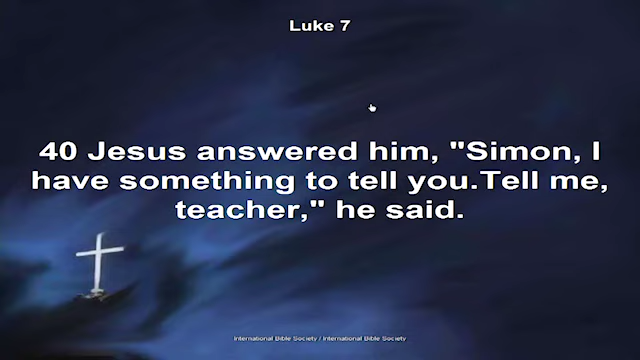 Luke 7
40 Jesus answered him, "Simon, I
have something to tell you.Tell me,
teacher," he said.
International Bible Society / International Bible Society